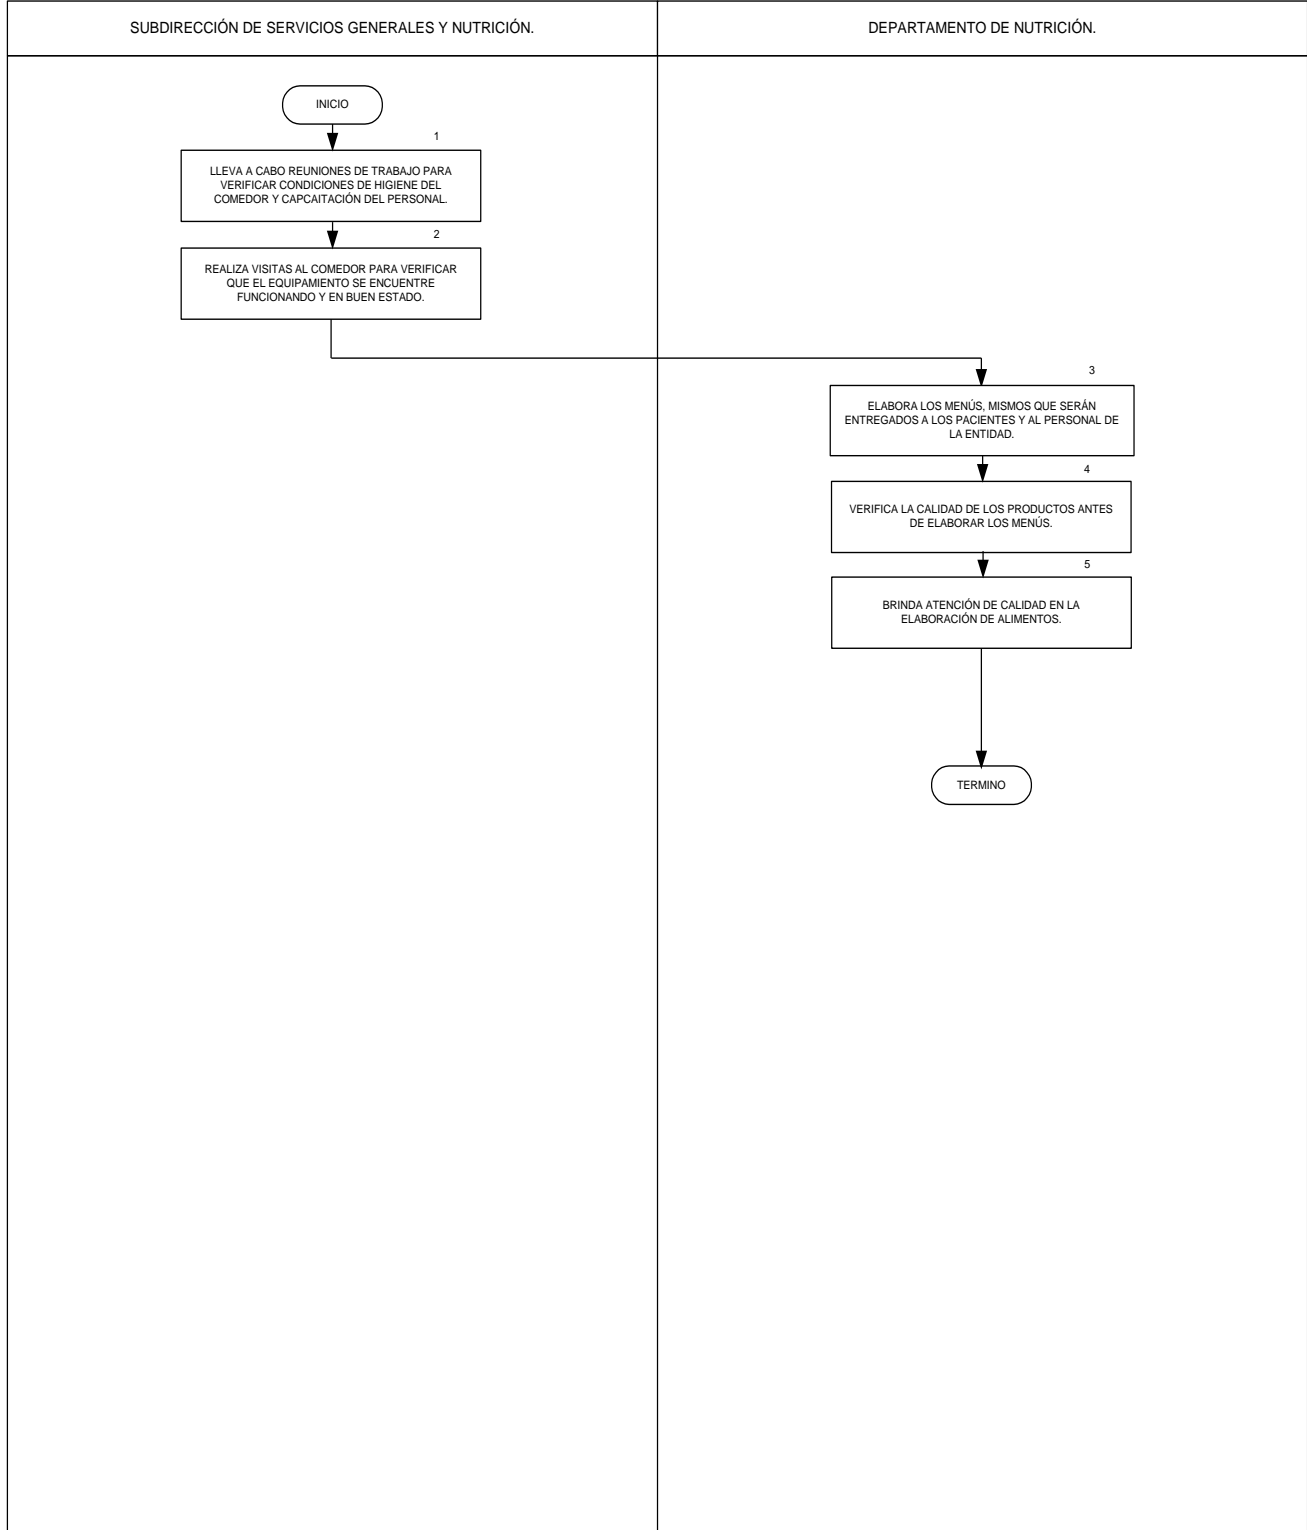 SUBDIRECCIÓN DE SERVICIOS GENERALES Y NUTRICIÓN.
DEPARTAMENTO DE NUTRICIÓN.
INICIO
1
LLEVA A CABO REUNIONES DE TRABAJO PARA
VERIFICAR CONDICIONES DE HIGIENE DEL
COMEDOR Y CAPCAITACIÓN DEL PERSONAL.
2
REALIZA VISITAS AL COMEDOR PARA VERIFICAR
QUE EL EQUIPAMIENTO SE ENCUENTRE
FUNCIONANDO Y EN BUEN ESTADO.
3
ELABORA LOS MENÚS, MISMOS QUE SERÁN
ENTREGADOS A LOS PACIENTES Y AL PERSONAL DE
LA ENTIDAD.
4
VERIFICA LA CALIDAD DE LOS PRODUCTOS ANTES
DE ELABORAR LOS MENÚS.
5
BRINDA ATENCIÓN DE CALIDAD EN LA
ELABORACIÓN DE ALIMENTOS.
TERMINO